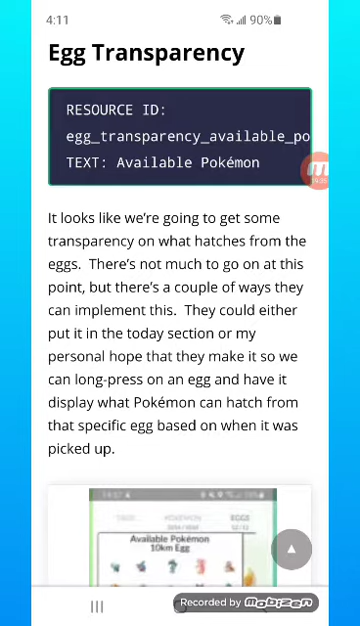 4:11
90%
Egg Transparency
RESOURCE ID:
egg_transparency_available_po
TEXT: Available Pokémon
19:25
It looks like we're going to get some
transparency on what hatches from the
eggs. There's not much to go on at this
point, but there's a couple of ways they
can implement this. They could either
put it in the today section or my
personal hope that they make it so we
can long-press on an egg and have it
display what Pokémon can hatch from
that specific egg based on when it was
picked up.
POKÉMON
EGGS
Available Pokémon
10km Egg
Recorded by Mobizen